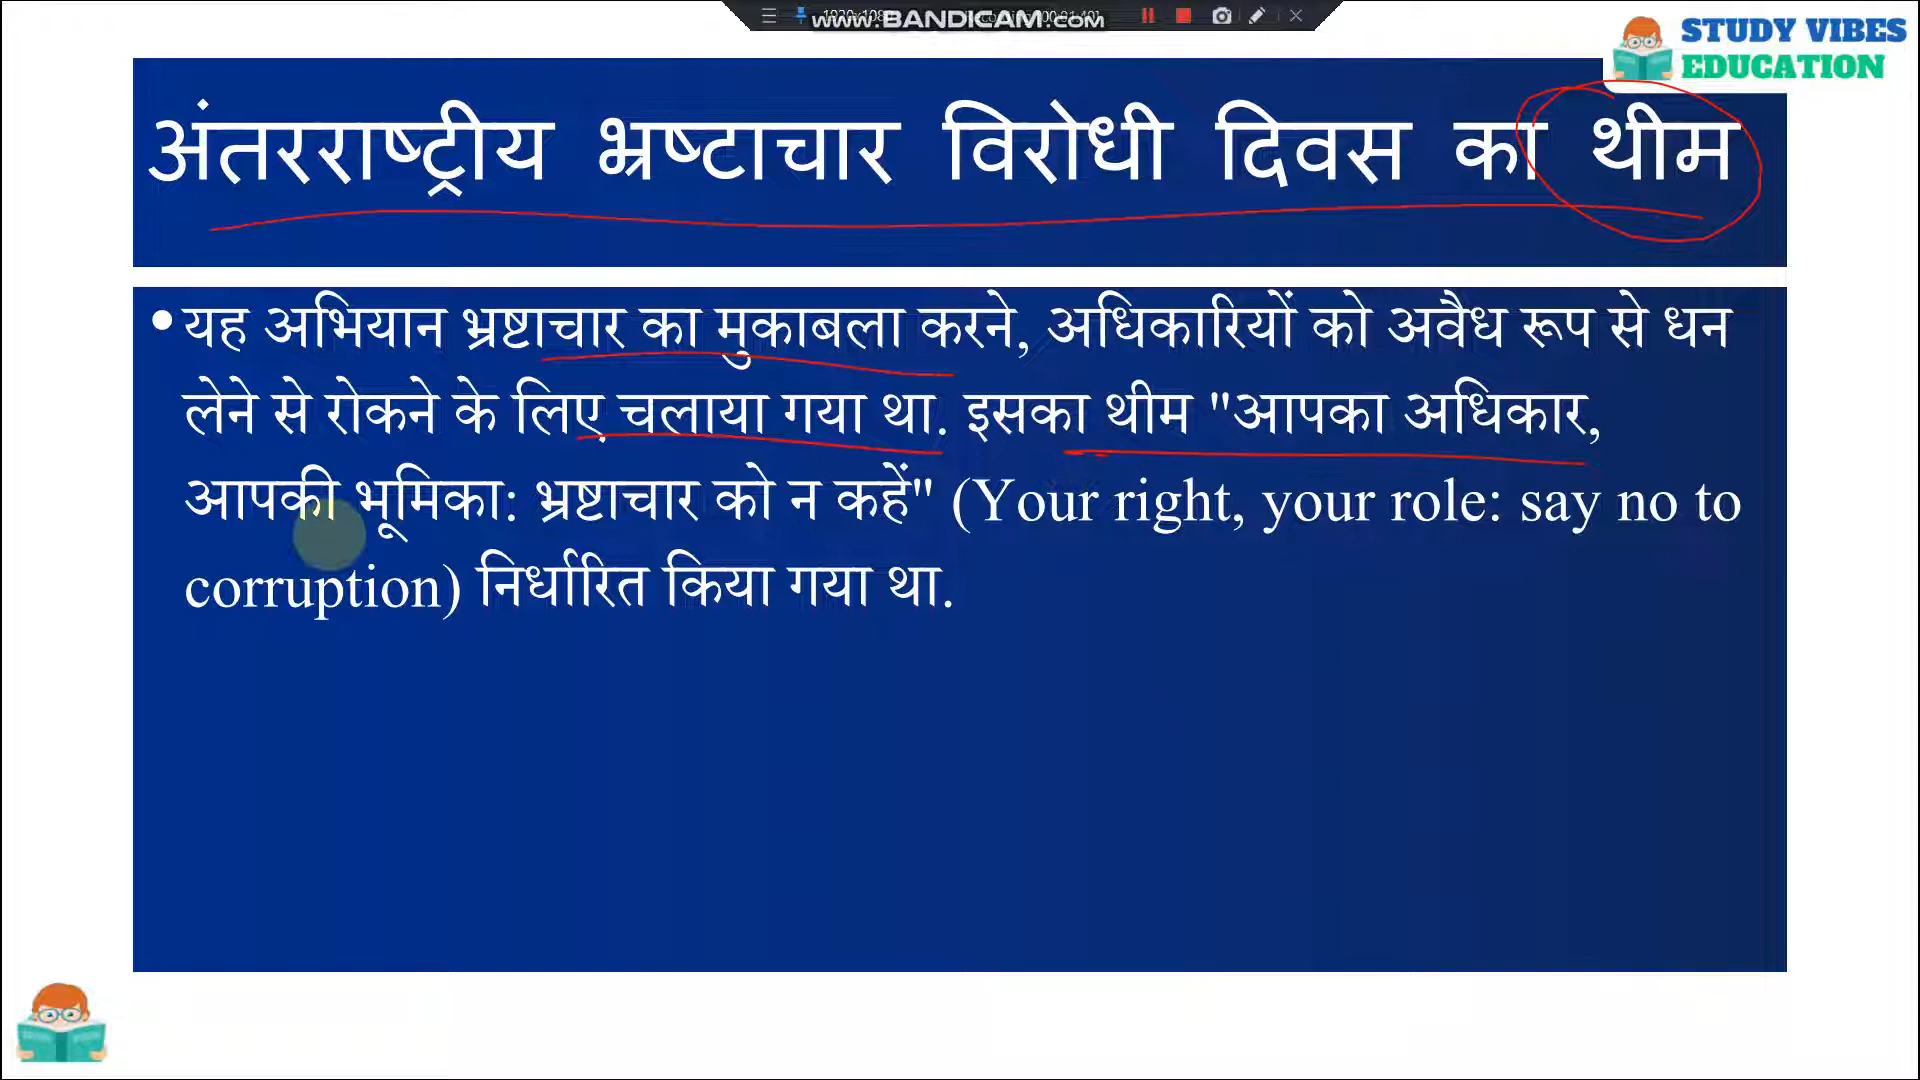 www.BANDICAM.com
STUDY VIBES
EDUCATION
अंतरराष्ट्रीय भ्रष्टाचार विरोधी दिवस का थीम
•यह अभियान भ्रष्टाचार का मुकाबला करने, अधिकारियों को अवैध रूप से धन
लेने से रोकने के लिए चलाया गया था. इसका थीम "आपका अधिकार,
आपकी भूमिका: भ्रष्टाचार को न कहें" (Your right, your role: say no to
corruption) निर्धारित किया गया था.